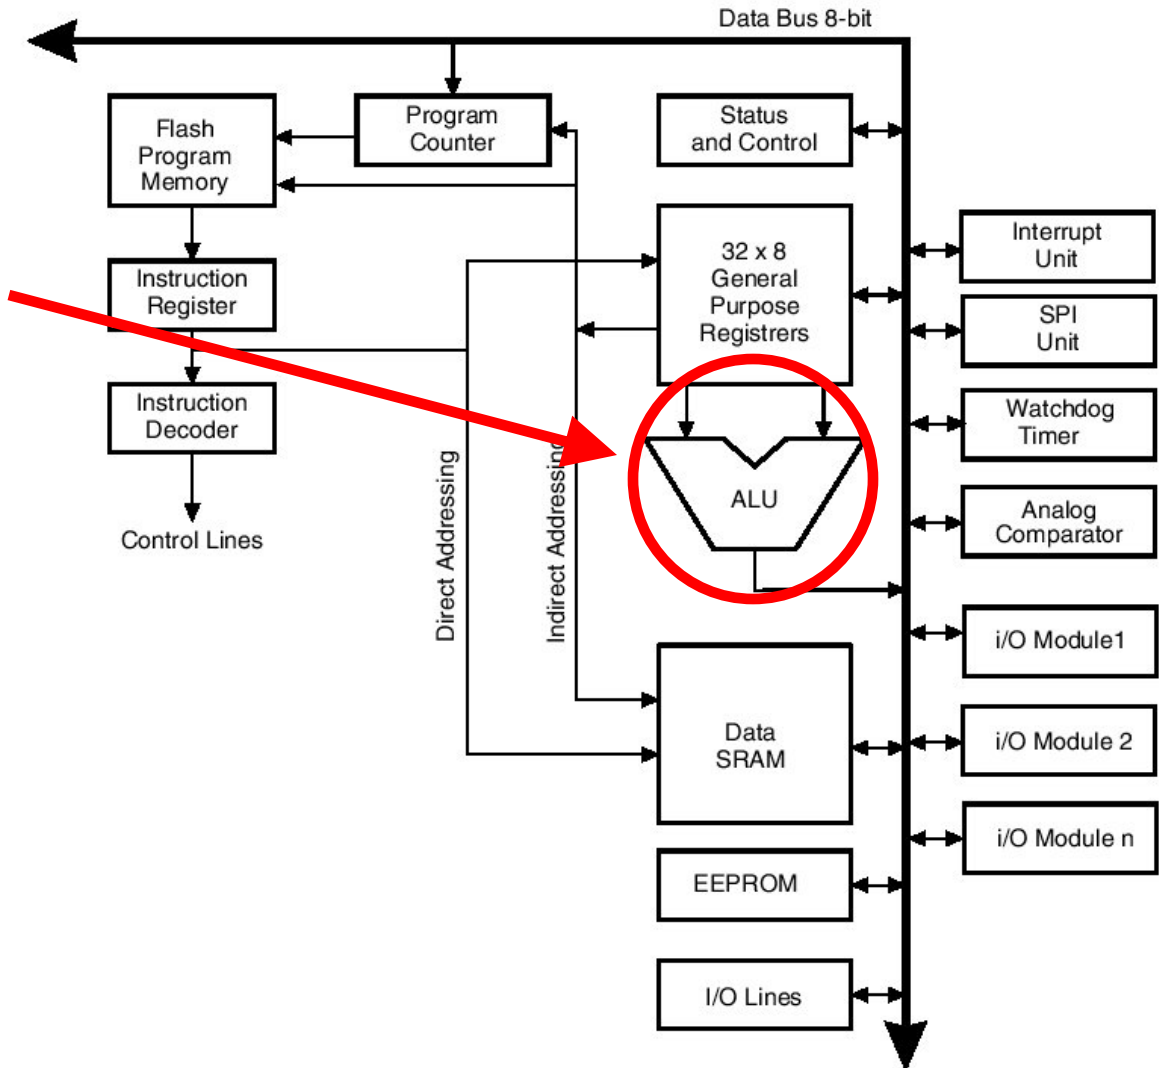 Data Bus 8-bit
Flash
Program
Memory
Program
Counter
Status
and Control
Instruction
Register
32 x 8
General
Purpose
Registrers
Interrupt
Unit
SPI
Unit
Instruction
Decoder
Watchdog
Timer
Control Lines
Direct Addressing
Indirect Addressing
ALU
Analog
Comparator
i/O Module1
Data
SRAM
i/O Module 2
i/O Module n
EEPROM
I/O Lines